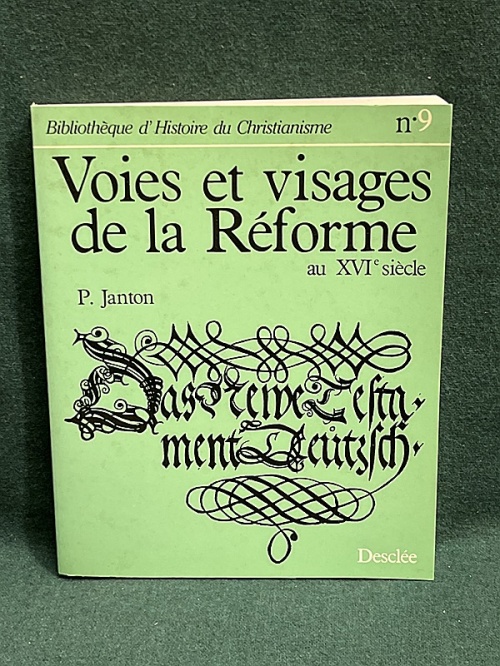 Bibliothèque d'Histoire du Christianisme n·9
Voies et visages
de la Réforme
au XVIᵉ siècle
P. Janton
Das Newe Testa-
ment Deůtzsch·
Desclée